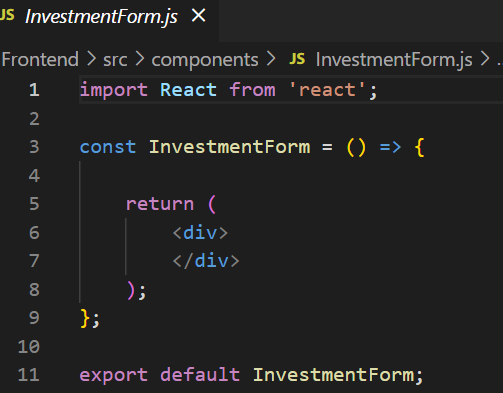 JS InvestmentForm.js ×
Frontend > src > components > JS InvestmentForm.js > ..
1 import React from 'react';
2
3 const InvestmentForm = () => {
4
5 return (
6 <div>
7 </div>
8 );
9 };
10
11 export default InvestmentForm;